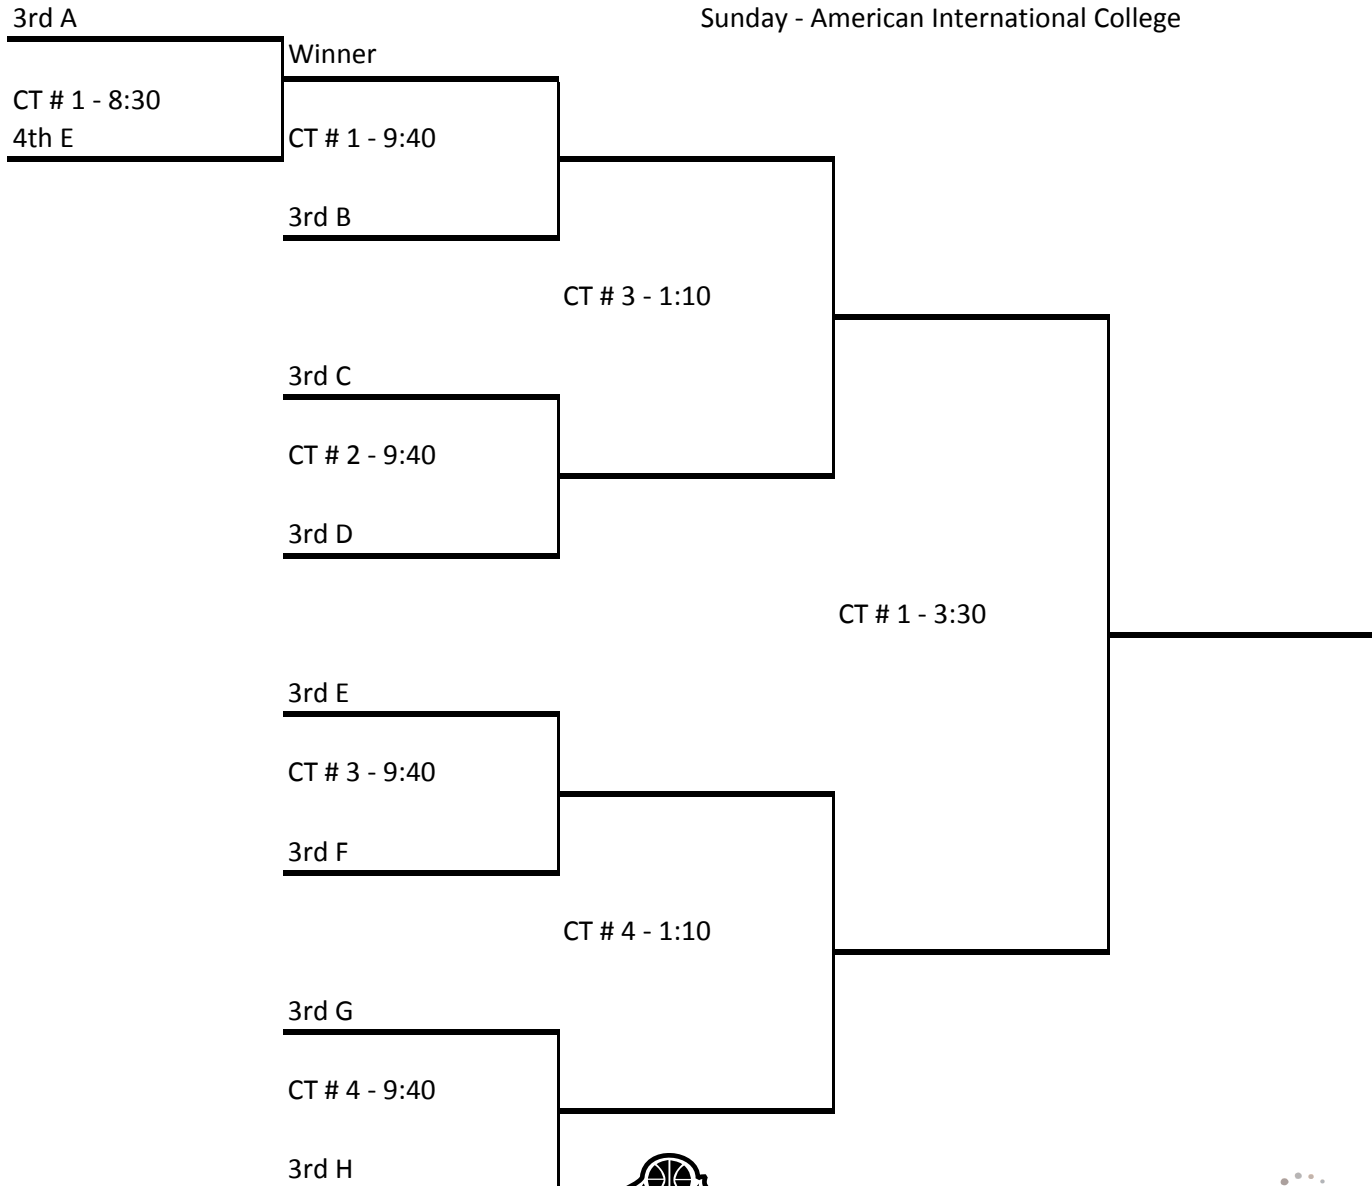 3rd A
Sunday - American International College
Winner
CT # 1 - 8:30
4th E
CT # 1 - 9:40
3rd B
CT # 3 - 1:10
3rd C
CT # 2 - 9:40
3rd D
CT # 1 - 3:30
3rd E
CT # 3 - 9:40
3rd F
CT # 4 - 1:10
3rd G
CT # 4 - 9:40
3rd H